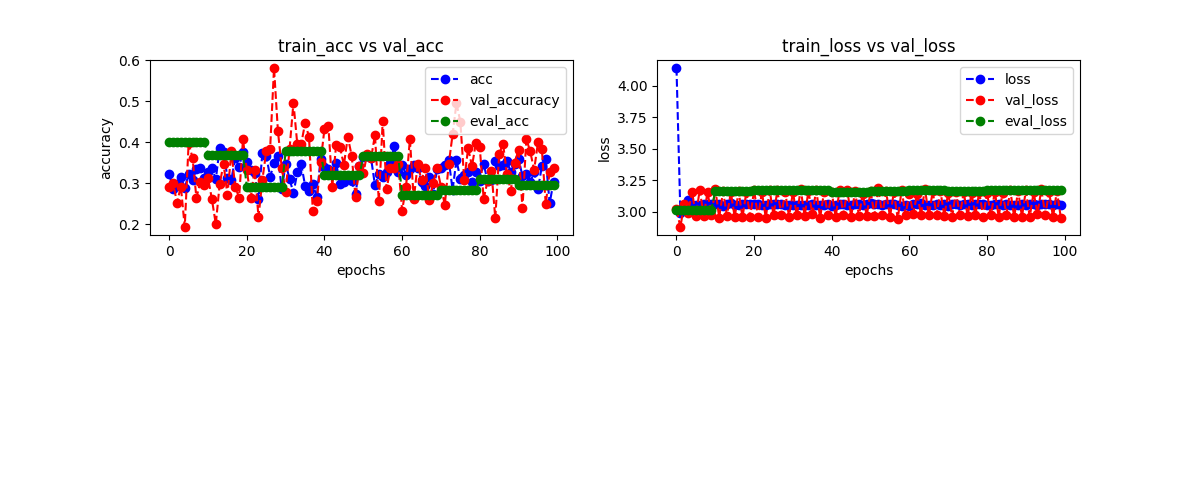 train_acc vs val_acc
accuracy
0.6
0.5
0.4
0.3
0.2
acc
val_accuracy
eval_acc
0 20 40 60 80 100
epochs
train_loss vs val_loss
loss
4.00
3.75
3.50
3.25
3.00
loss
val_loss
eval_loss
0 20 40 60 80 100
epochs